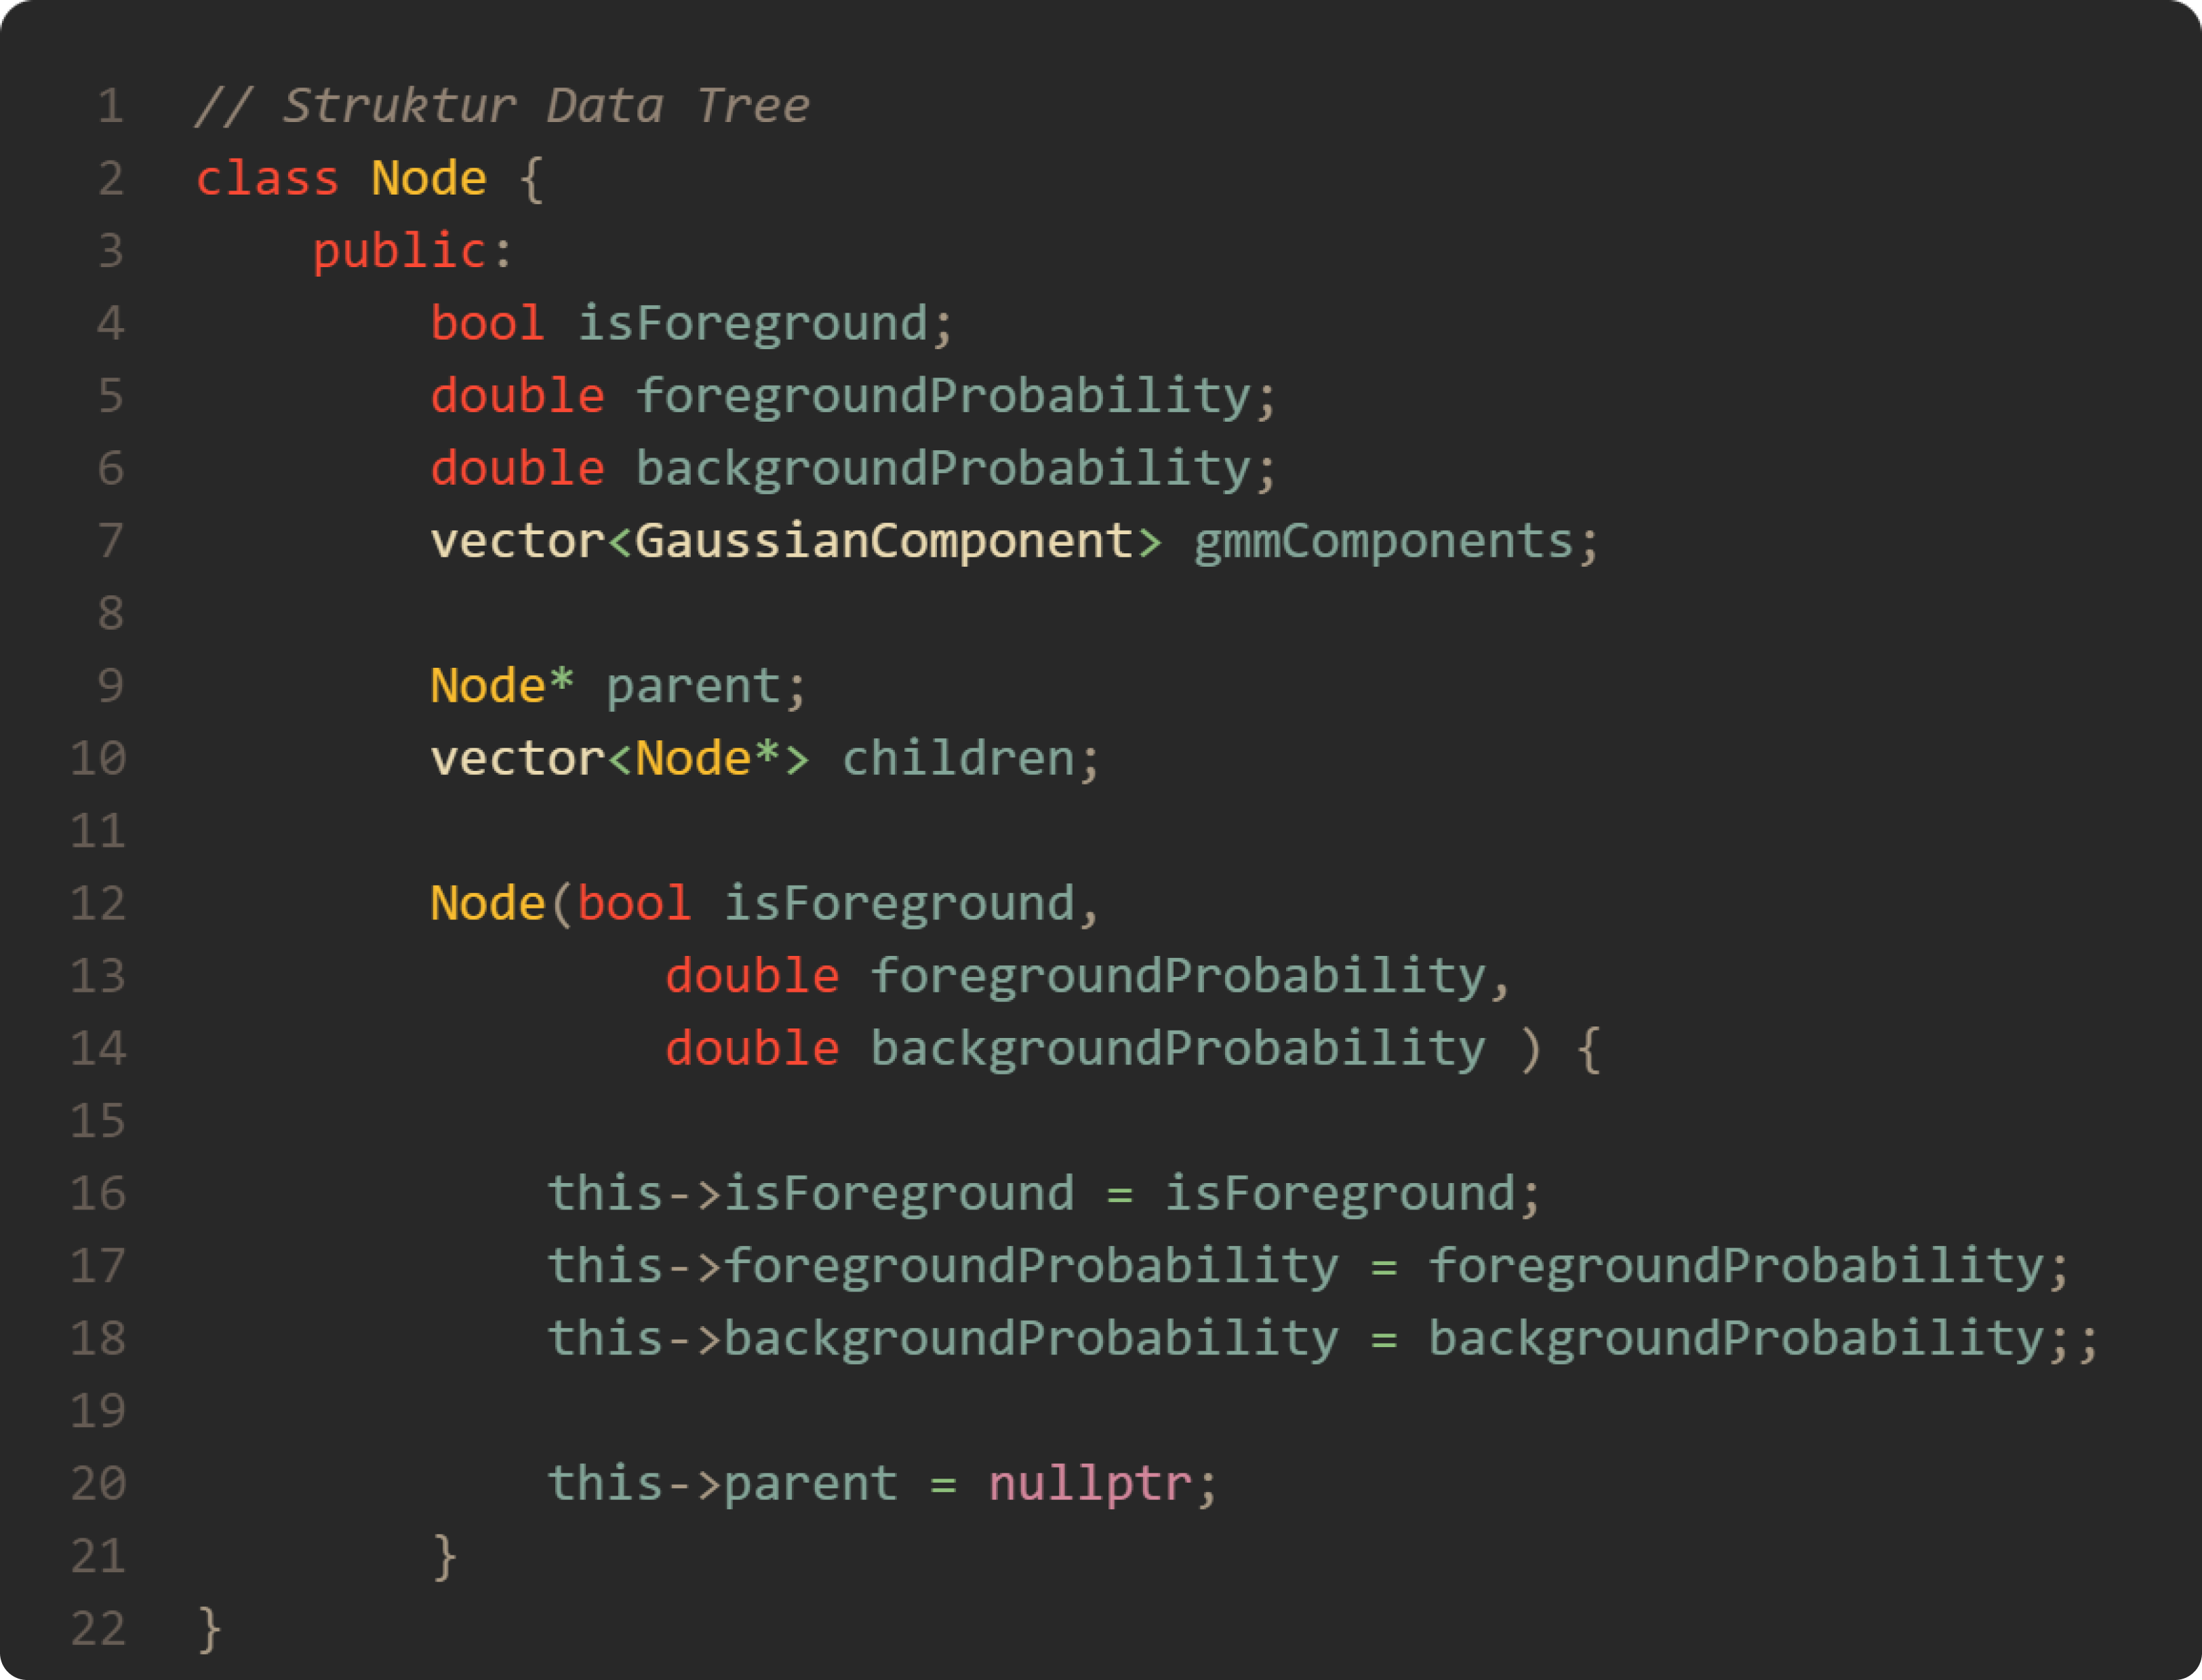 1 // Struktur Data Tree
2 class Node {
3     public:
4         bool isForeground;
5         double foregroundProbability;
6         double backgroundProbability;
7         vector<GaussianComponent> gmmComponents;
8
9         Node* parent;
10         vector<Node*> children;
11
12         Node(bool isForeground,
13                 double foregroundProbability,
14                 double backgroundProbability ) {
15
16             this->isForeground = isForeground;
17             this->foregroundProbability = foregroundProbability;
18             this->backgroundProbability = backgroundProbability;;
19
20             this->parent = nullptr;
21         }
22 }